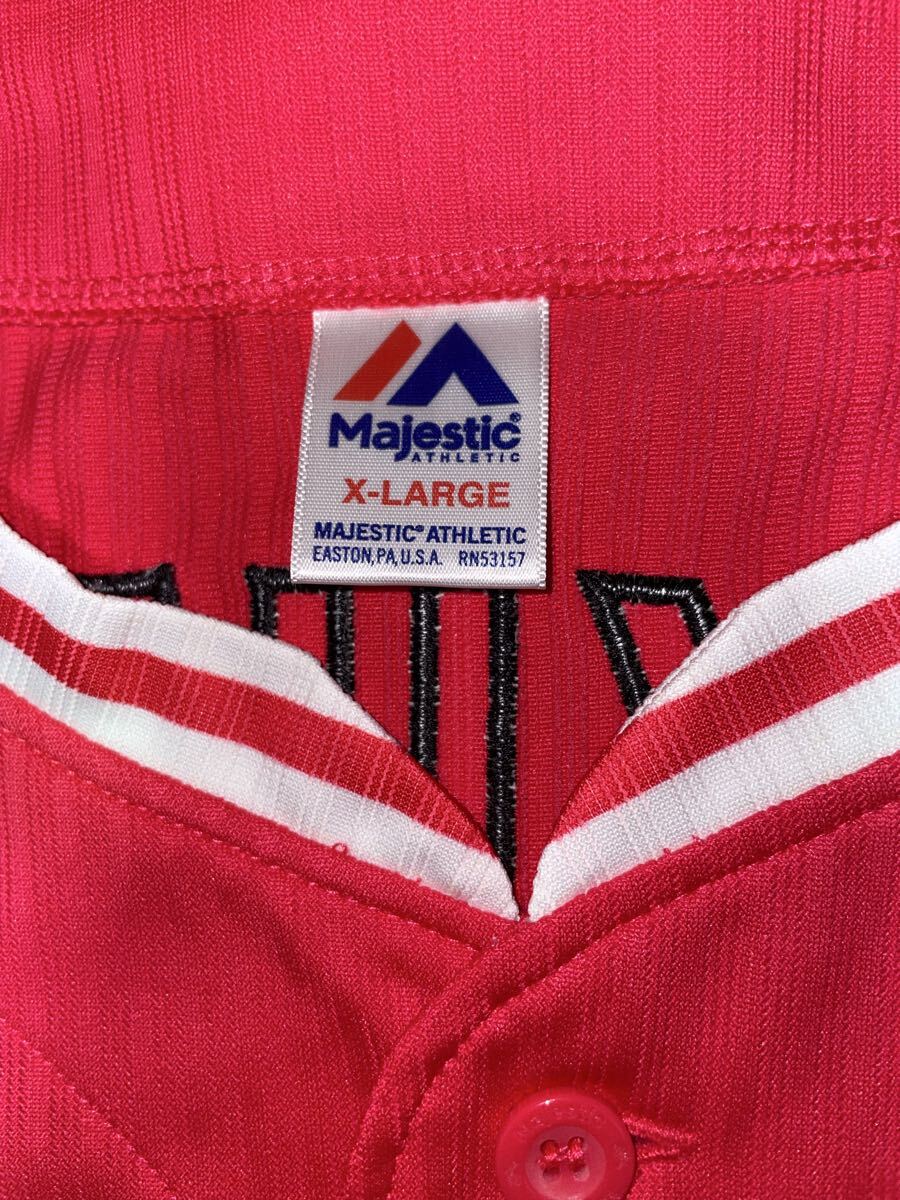 Majestic®
ATHLETIC
X-LARGE
MAJESTIC® ATHLETIC
EASTON, PA, U.S.A. RN53157